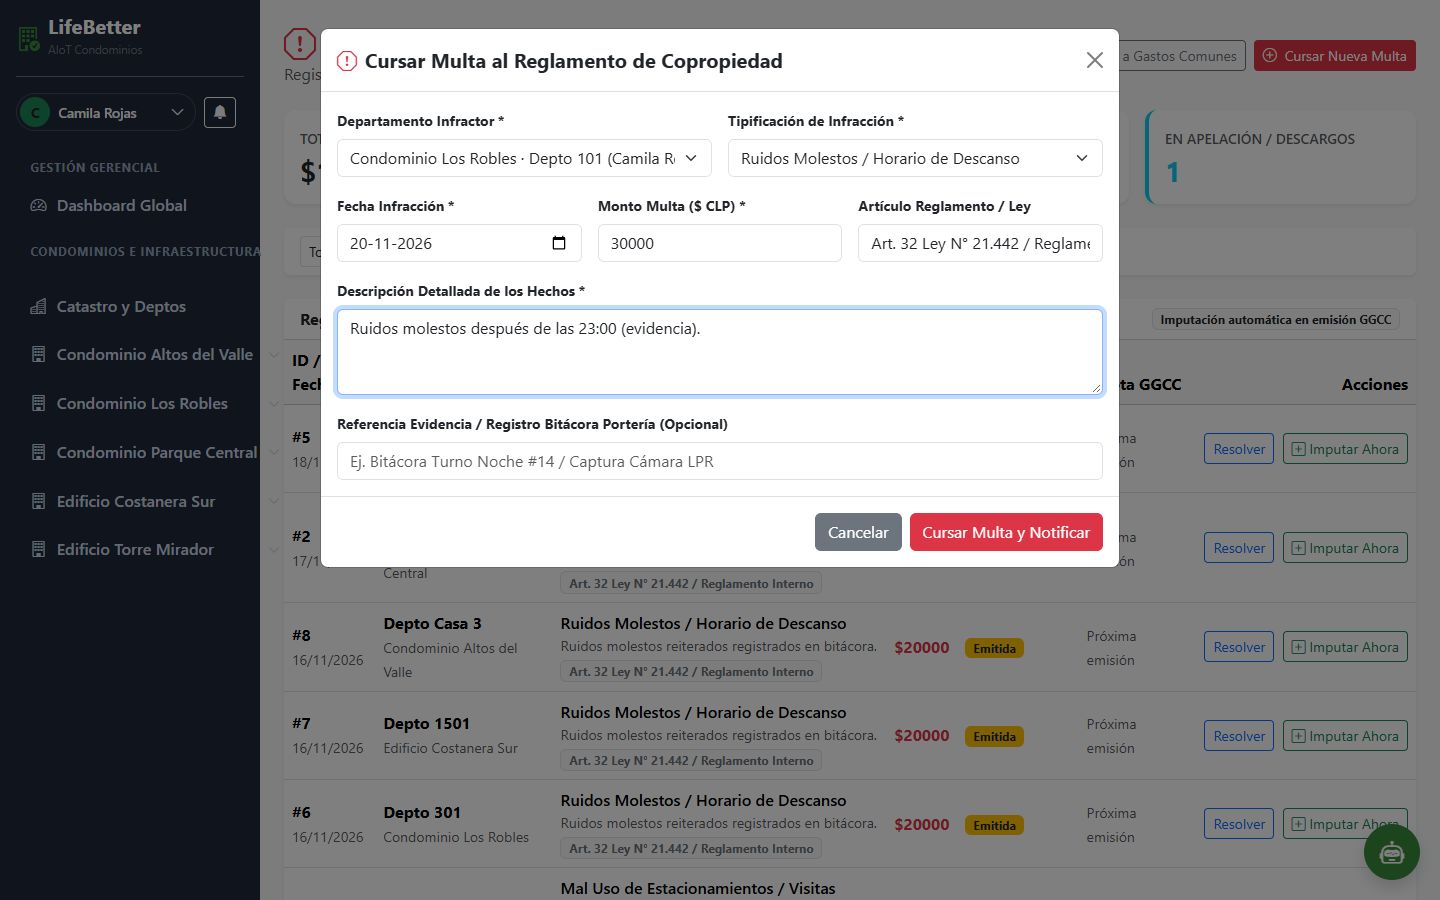 LifeBetter
AIoT Condominios
C Camila Rojas
GESTIÓN GERENCIAL
Dashboard Global
CONDOMINIOS E INFRAESTRUCTURA
Catastro y Deptos
Condominio Altos del Valle
Condominio Los Robles
Condominio Parque Central
Edificio Costanera Sur
Edificio Torre Mirador
a Gastos Comunes
Cursar Nueva Multa
EN APELACIÓN / DESCARGOS
1
Cursar Multa al Reglamento de Copropiedad
Departamento Infractor *
Tipificación de Infracción *
Condominio Los Robles · Depto 101 (Camila R
Ruidos Molestos / Horario de Descanso
Fecha Infracción *
Monto Multa ($ CLP) *
Artículo Reglamento / Ley
20-11-2026
30000
Art. 32 Ley N° 21.442 / Reglame
Descripción Detallada de los Hechos *
Ruidos molestos después de las 23:00 (evidencia).
Referencia Evidencia / Registro Bitácora Portería (Opcional)
Ej. Bitácora Turno Noche #14 / Captura Cámara LPR
Cancelar
Cursar Multa y Notificar
Imputación automática en emisión GGCC
ID /
GGCC
Acciones
#5
Resolver
Imputar Ahora
#2
Central
Art. 32 Ley N° 21.442 / Reglamento Interno
Resolver
Imputar Ahora
#8
16/11/2026
Depto Casa 3
Condominio Altos del
Valle
Ruidos Molestos / Horario de Descanso
Ruidos molestos reiterados registrados en bitácora.
Art. 32 Ley N° 21.442 / Reglamento Interno
$20000
Emitida
Próxima
emisión
Resolver
Imputar Ahora
#7
16/11/2026
Depto 1501
Edificio Costanera Sur
Ruidos Molestos / Horario de Descanso
Ruidos molestos reiterados registrados en bitácora.
Art. 32 Ley N° 21.442 / Reglamento Interno
$20000
Emitida
Próxima
emisión
Resolver
Imputar Ahora
#6
16/11/2026
Depto 301
Condominio Los Robles
Ruidos Molestos / Horario de Descanso
Ruidos molestos reiterados registrados en bitácora.
Art. 32 Ley N° 21.442 / Reglamento Interno
$20000
Emitida
Próxima
emisión
Resolver
Imputar Ahora
Mal Uso de Estacionamientos / Visitas